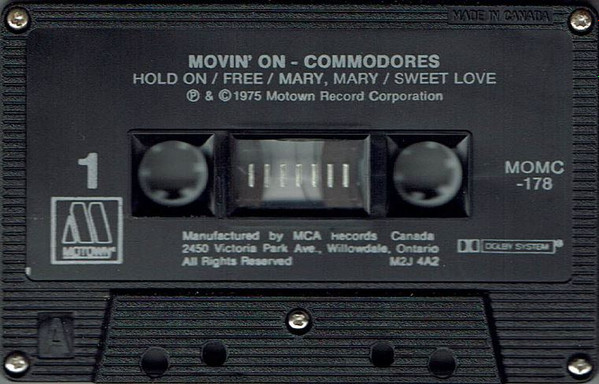 MADE IN CANADA
MOVIN' ON - COMMODORES
HOLD ON / FREE / MARY, MARY / SWEET LOVE
℗ & © 1975 Motown Record Corporation
1
MOMC
-178
MOTOWN®
Manufactured by MCA Records Canada
2450 Victoria Park Ave., Willowdale, Ontario
All Rights Reserved M2J 4A2
DOLBY SYSTEM®
A